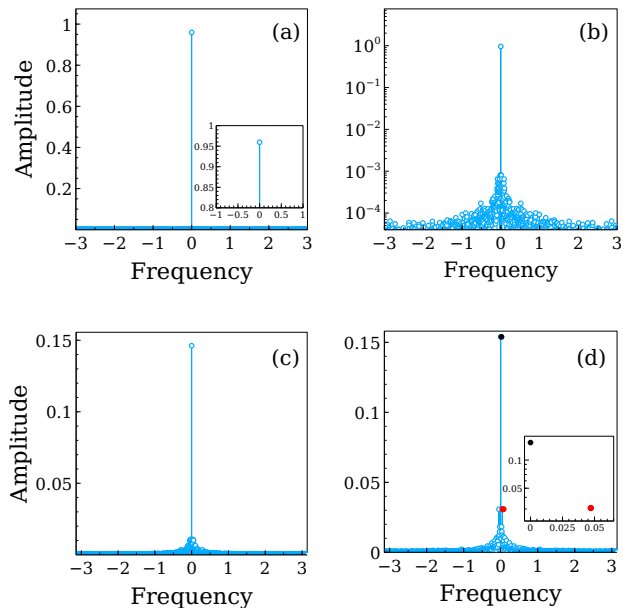 (a)
1
0.8
0.6
0.4
0.2
Amplitude
1
0.95
0.9
0.85
0.8
−1 −0.5 0 0.5 1
−3 −2 −1 0 1 2 3
Frequency
(b)
10⁰
10⁻¹
10⁻²
10⁻³
10⁻⁴
−3 −2 −1 0 1 2 3
Frequency
(c)
0.15
0.1
0.05
Amplitude
−3 −2 −1 0 1 2 3
Frequency
(d)
0.15
0.1
0.05
0
0.1
0.05
0 0.025 0.05
−3 −2 −1 0 1 2 3
Frequency